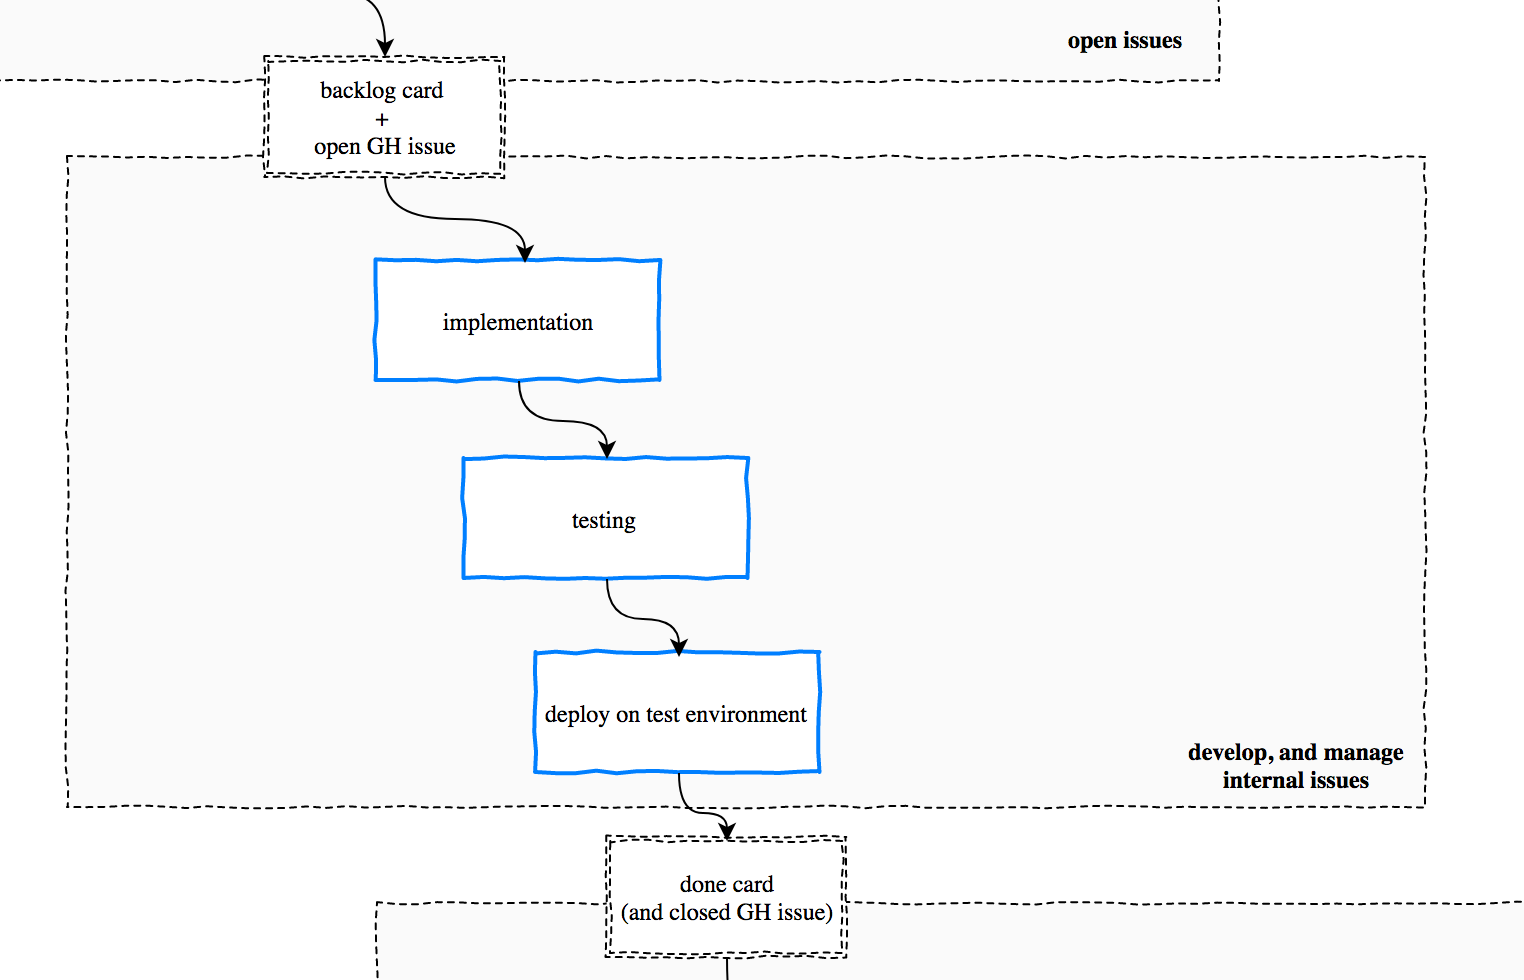 open issues
backlog card
+
open GH issue
implementation
testing
deploy on test environment
develop, and manage
internal issues
done card
(and closed GH issue)